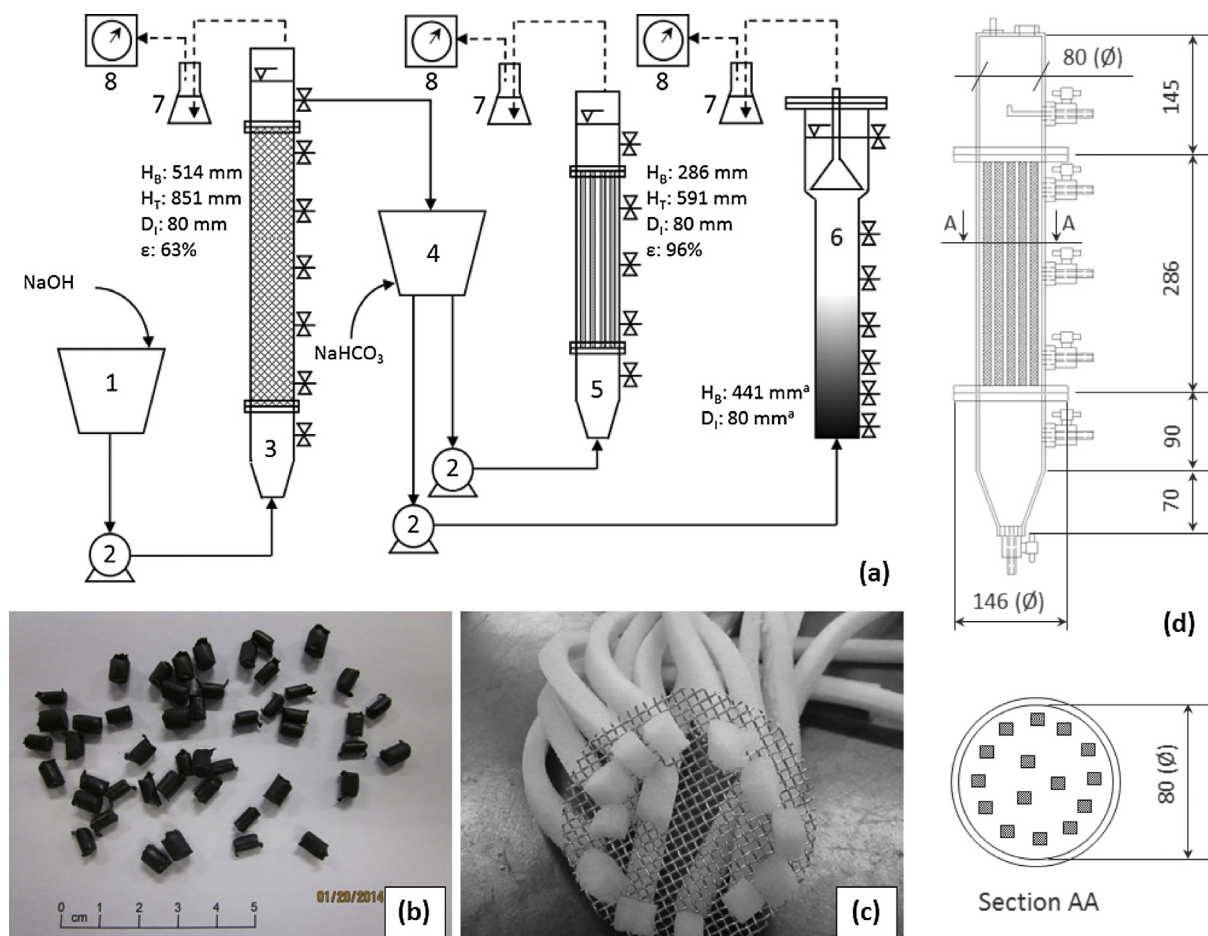 8
7
8
7
8
7
H_B: 514 mm
H_T: 851 mm
D_I: 80 mm
ε: 63%
NaOH
1
2
3
4
NaHCO₃
2
2
H_B: 286 mm
H_T: 591 mm
D_I: 80 mm
ε: 96%
5
6
H_B: 441 mmᵃ
D_I: 80 mmᵃ
(a)
80 (Ø)
145
A
A
286
90
70
146 (Ø)
(d)
01/20/2014
0 1 2 3 4 5
cm
(b)
(c)
80 (Ø)
Section AA